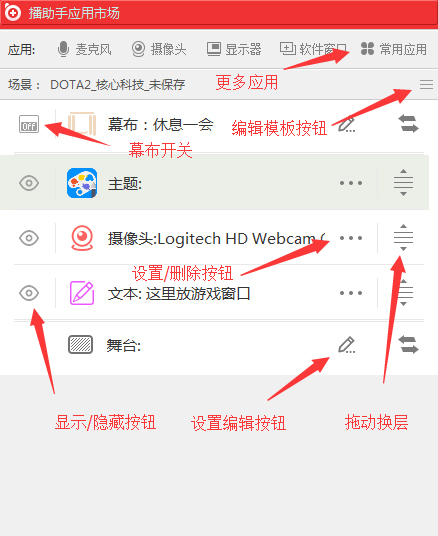 播助手应用市场
应用: 麦克风 摄像头 显示器 软件窗口 常用应用
更多应用
场景： DOTA2_核心科技_未保存
Off 幕布：休息一会
编辑模板按钮
幕布开关
主题:
摄像头:Logitech HD Webcam (
设置/删除按钮
文本: 这里放游戏窗口
舞台:
显示/隐藏按钮 设置编辑按钮 拖动换层